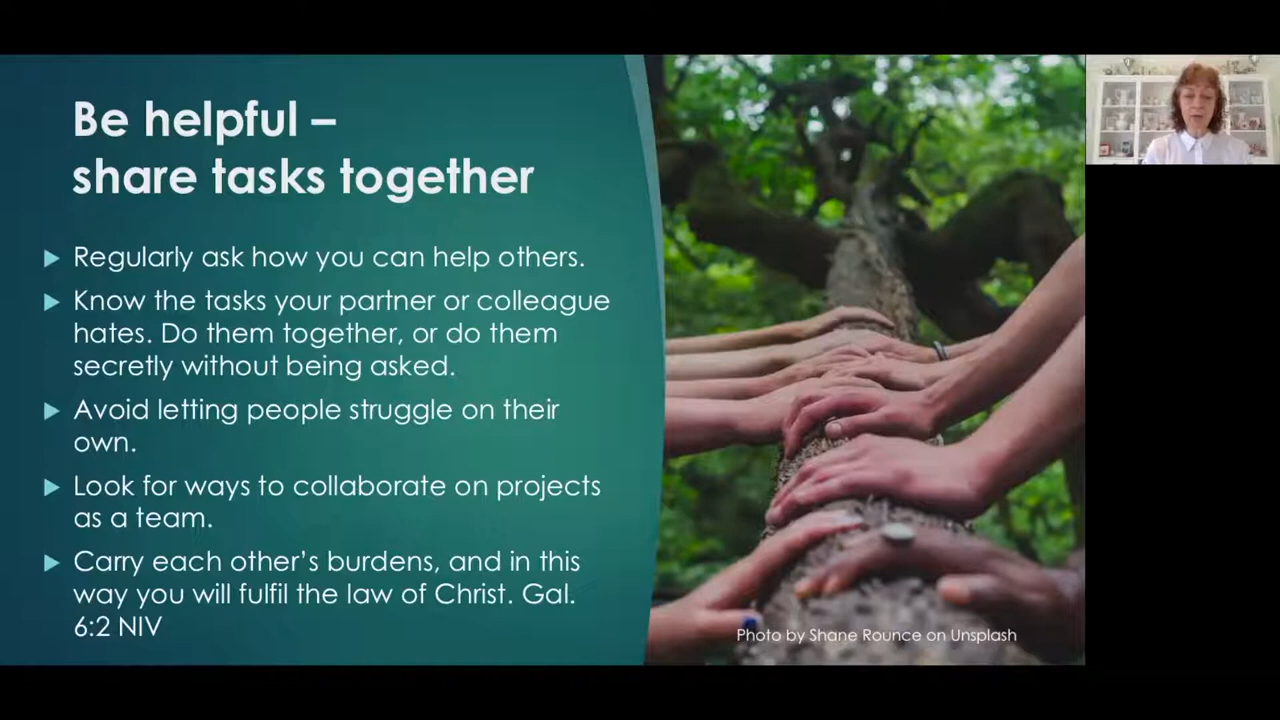 Be helpful –
share tasks together
Regularly ask how you can help others.
Know the tasks your partner or colleague
hates. Do them together, or do them
secretly without being asked.
Avoid letting people struggle on their
own.
Look for ways to collaborate on projects
as a team.
Carry each other’s burdens, and in this
way you will fulfil the law of Christ. Gal.
6:2 NIV
Photo by Shane Rounce on Unsplash